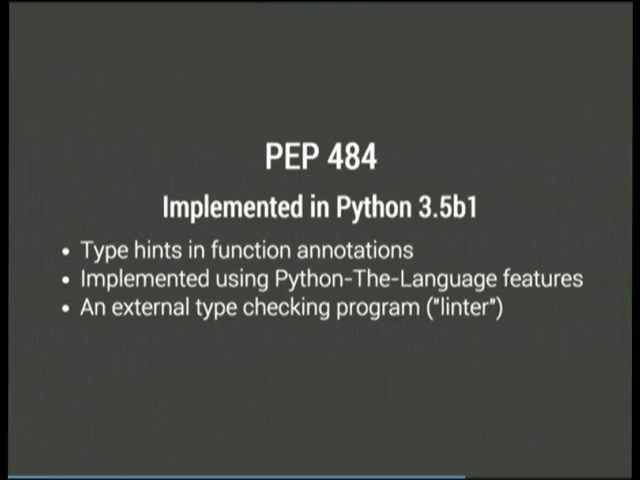 PEP 484
Implemented in Python 3.5b1
• Type hints in function annotations
• Implemented using Python-The-Language features
• An external type checking program ("linter")